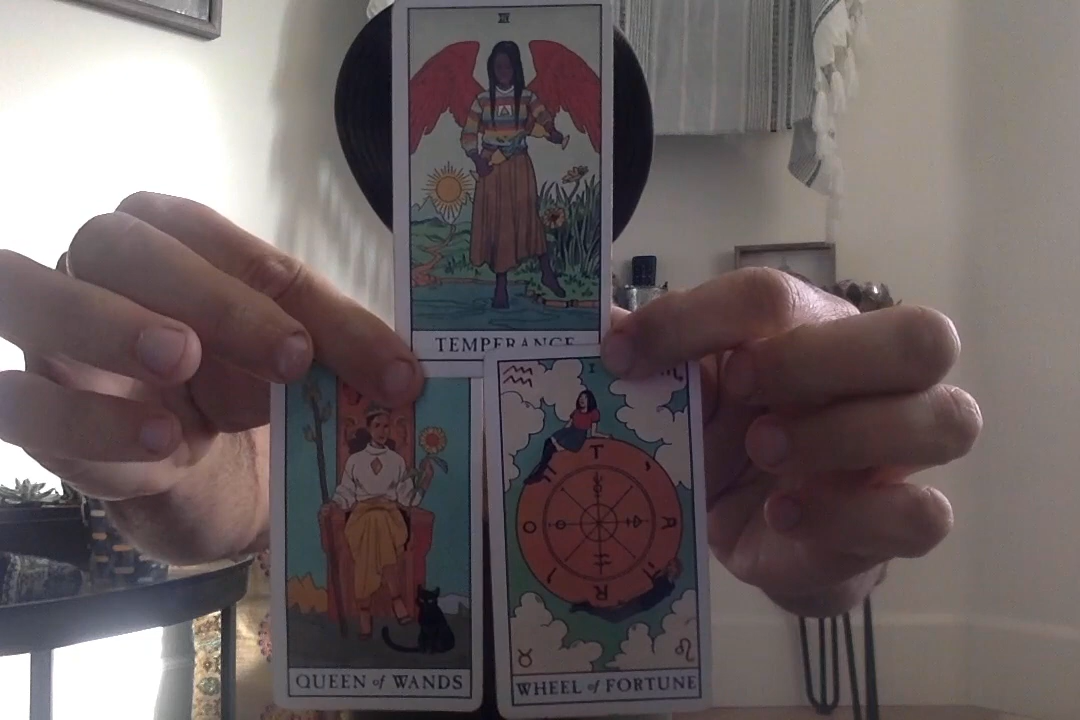 TEMPERANCE
QUEEN of WANDS
WHEEL of FORTUNE
T
A
R
O